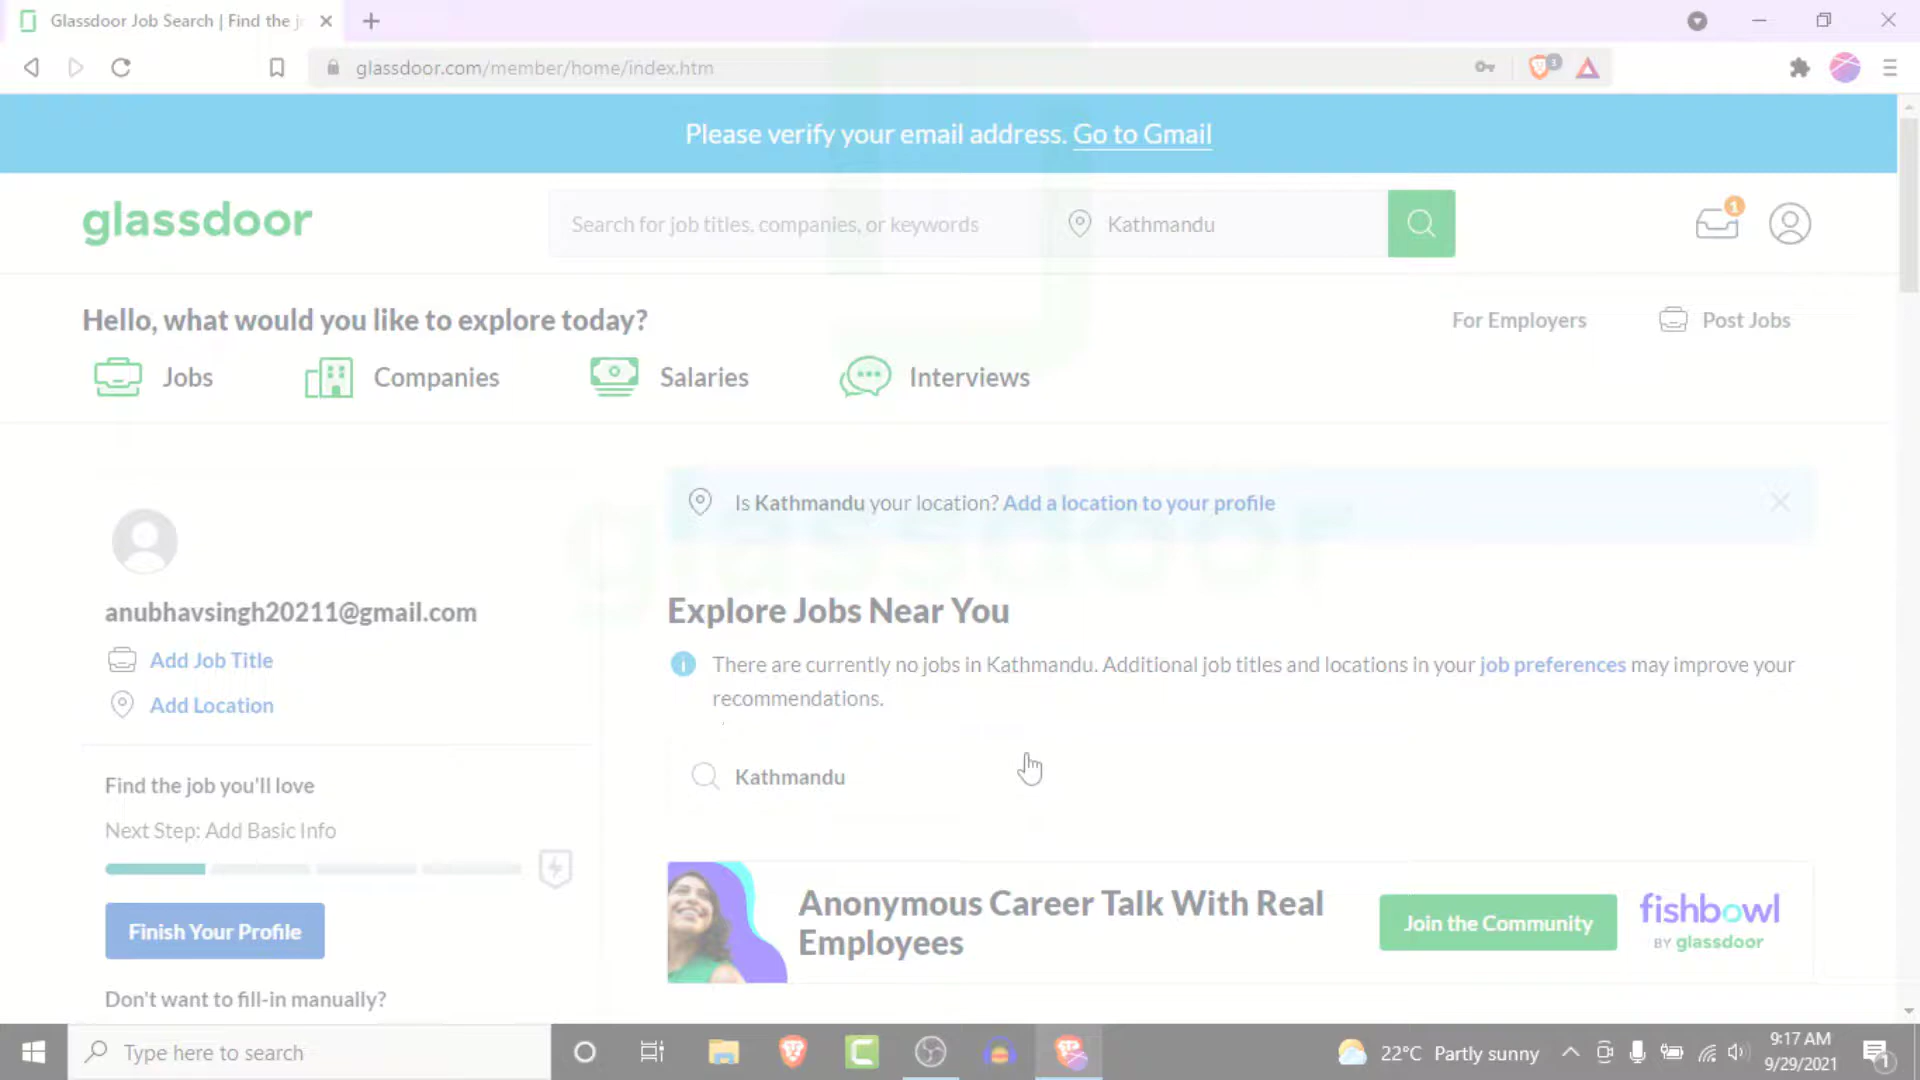 Glassdoor Job Search | Find the j
glassdoor.com/member/home/index.htm
3
Please verify your email address. Go to Gmail
glassdoor
Search for job titles, companies, or keywords
Kathmandu
1
Hello, what would you like to explore today?
For Employers
Post Jobs
Jobs
Companies
Salaries
Interviews
Is Kathmandu your location? Add a location to your profile
glassdoor
anubhavsingh20211@gmail.com
Add Job Title
Add Location
Explore Jobs Near You
There are currently no jobs in Kathmandu. Additional job titles and locations in your job preferences may improve your
recommendations.
Kathmandu
Find the job you'll love
Next Step: Add Basic Info
Finish Your Profile
Don't want to fill-in manually?
Anonymous Career Talk With Real
Employees
Join the Community
fishbowl
BY glassdoor
Type here to search
22°C Partly sunny
9:17 AM
9/29/2021
1